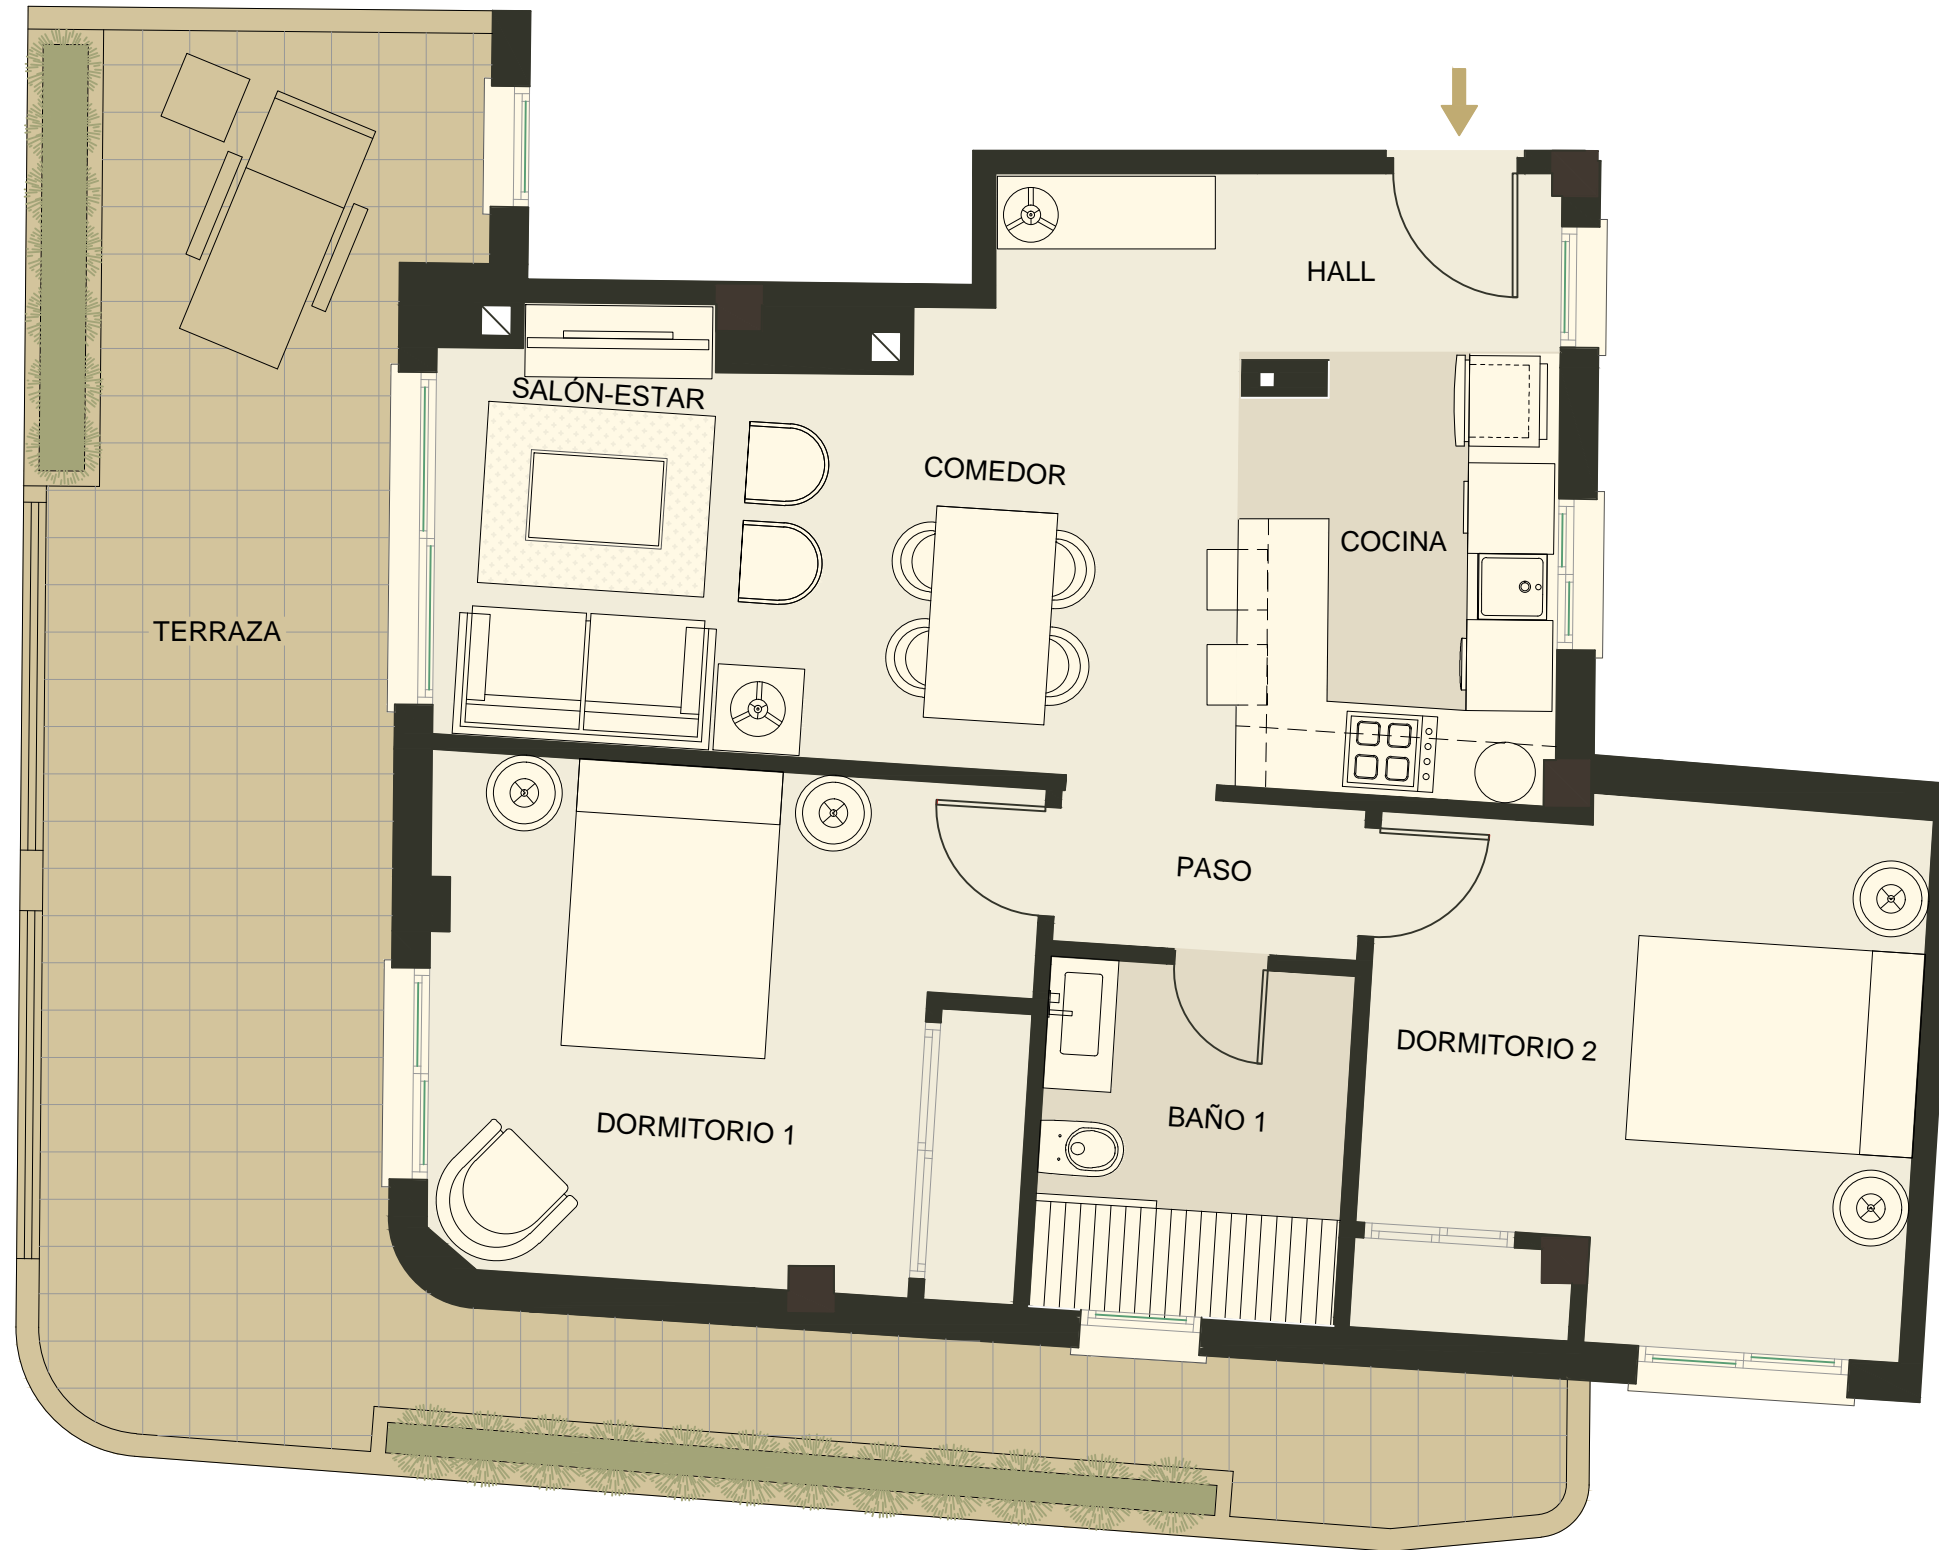 HALL
SALÓN-ESTAR
COMEDOR
COCINA
TERRAZA
PASO
DORMITORIO 2
BAÑO 1
DORMITORIO 1